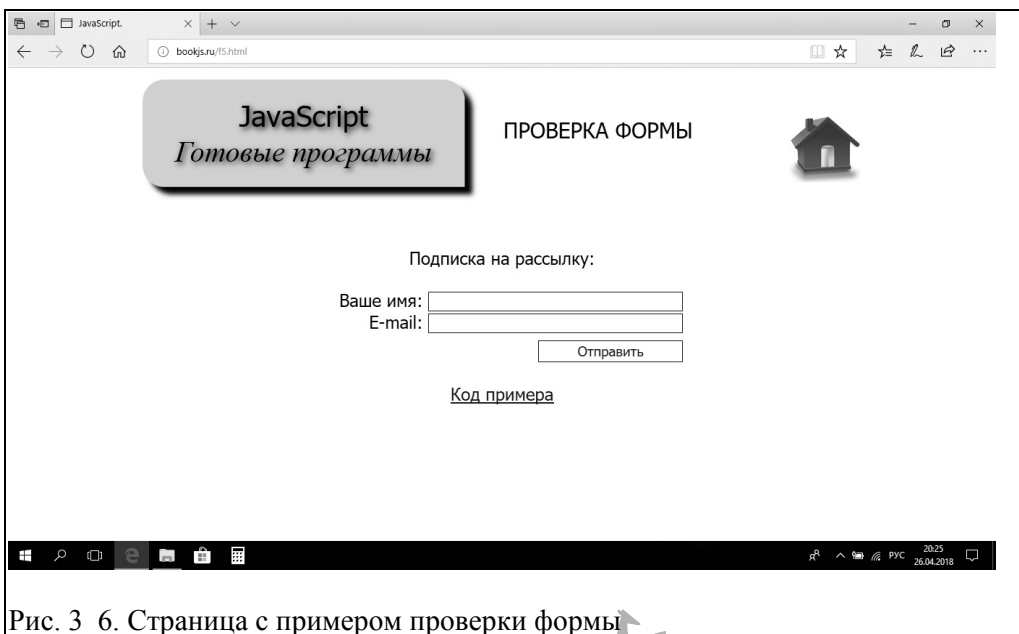 JavaScript.
bookjs.ru/f5.html
JavaScript
Готовые программы
ПРОВЕРКА ФОРМЫ
Подписка на рассылку:
Ваше имя:
E-mail:
Отправить
Код примера
РУС
20:25
26.04.2018
Рис. 3 6. Страница с примером проверки формы